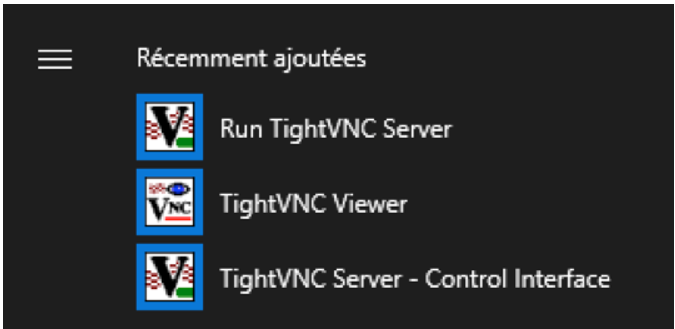 Récemment ajoutées
Run TightVNC Server
TightVNC Viewer
TightVNC Server - Control Interface